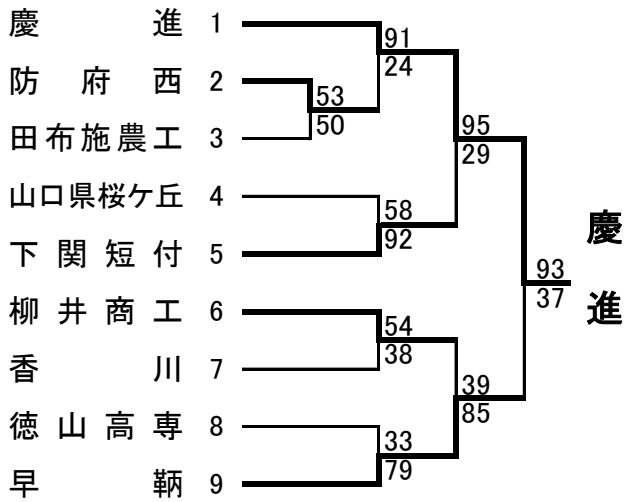 慶進 1
防府西 2
田布施農工 3
山口県桜ケ丘 4
下関短付 5
柳井商工 6
香川 7
徳山高専 8
早鞆 9
53
50
91
24
58
92
54
38
33
79
95
29
39
85
93
37
慶進